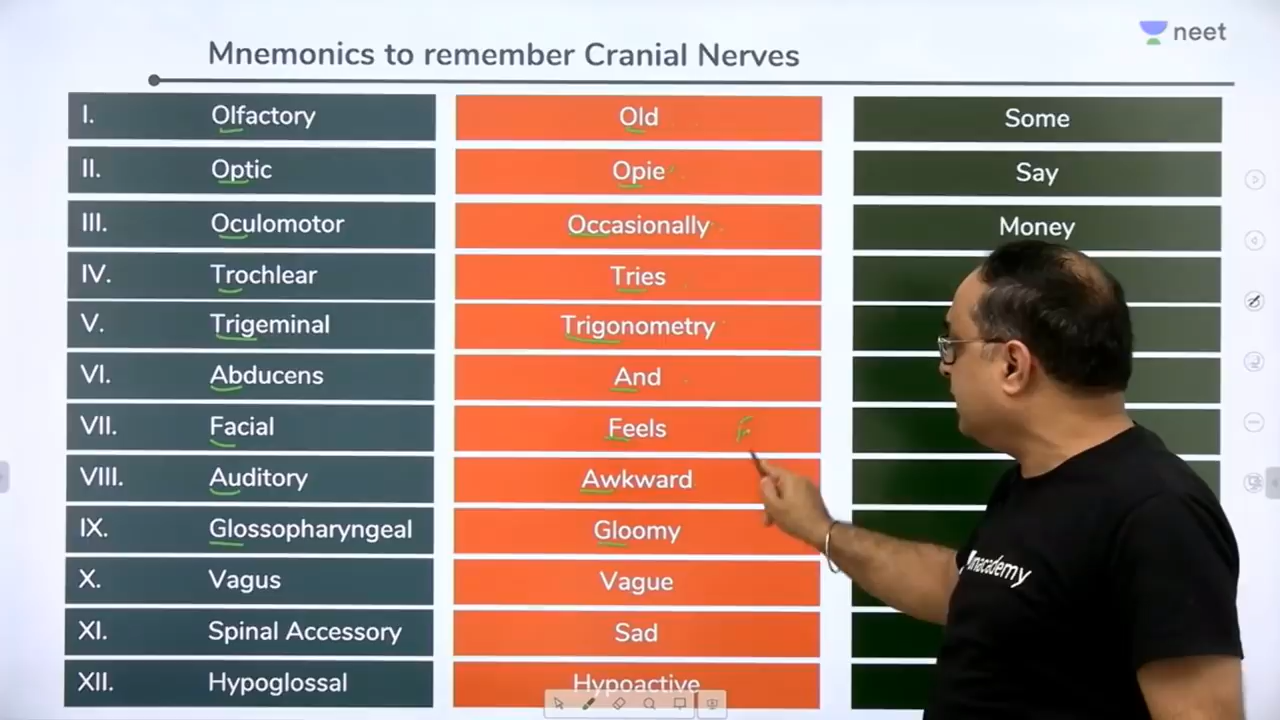 neet
Mnemonics to remember Cranial Nerves
I. Olfactory Old Some
II. Optic Opie Say
III. Oculomotor Occasionally Money
IV. Trochlear Tries
V. Trigeminal Trigonometry
VI. Abducens And
VII. Facial Feels F
VIII. Auditory Awkward
IX. Glossopharyngeal Gloomy
X. Vagus Vague
XI. Spinal Accessory Sad
XII. Hypoglossal Hypoactive
unacademy